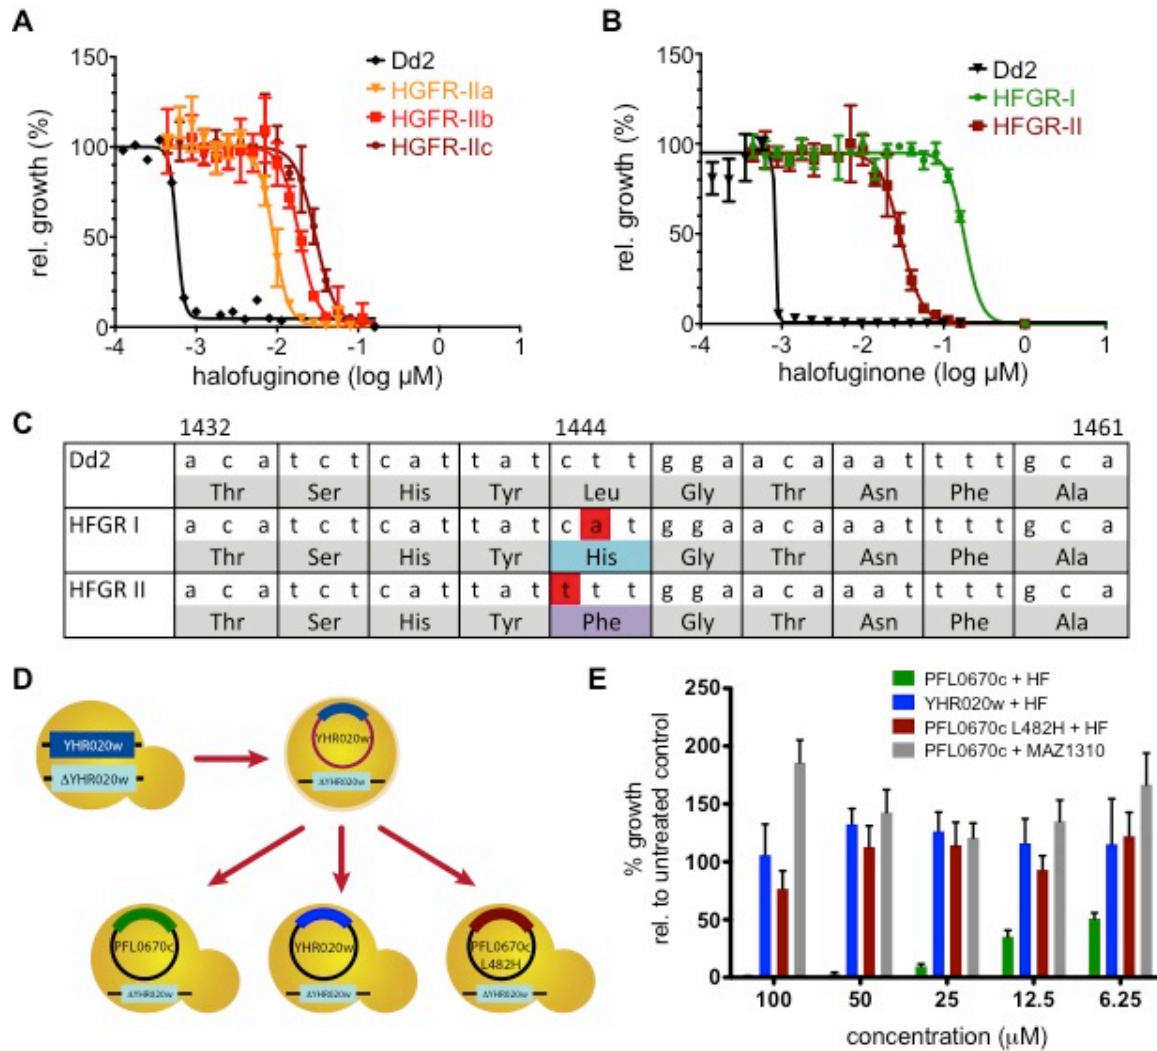 A
150
100
50
0
rel. growth (%)
-4 -3 -2 -1 0 1
halofuginone (log μM)
Dd2
HGFR-IIa
HGFR-IIb
HGFR-IIc
B
150
100
50
0
rel. growth (%)
-4 -3 -2 -1 0 1
halofuginone (log μM)
Dd2
HFGR-I
HFGR-II
C
1432 1444 1461
Dd2 a c a t c t c a t t a t c t t g g a a c a a a t t t t g c a
Thr Ser His Tyr Leu Gly Thr Asn Phe Ala
HFGR I a c a t c t c a t t a t c a t g g a a c a a a t t t t g c a
Thr Ser His Tyr His Gly Thr Asn Phe Ala
HFGR II a c a t c t c a t t a t t t t g g a a c a a a t t t t g c a
Thr Ser His Tyr Phe Gly Thr Asn Phe Ala
D
YHR020w
ΔYHR020w
YHR020w
ΔYHR020w
PFL0670c
ΔYHR020w
YHR020w
ΔYHR020w
PFL0670c
L482H
ΔYHR020w
E
PFL0670c + HF
YHR020w + HF
PFL0670c L482H + HF
PFL0670c + MAZ1310
250
200
150
100
50
0
% growth
rel. to untreated control
100 50 25 12.5 6.25
concentration (μM)